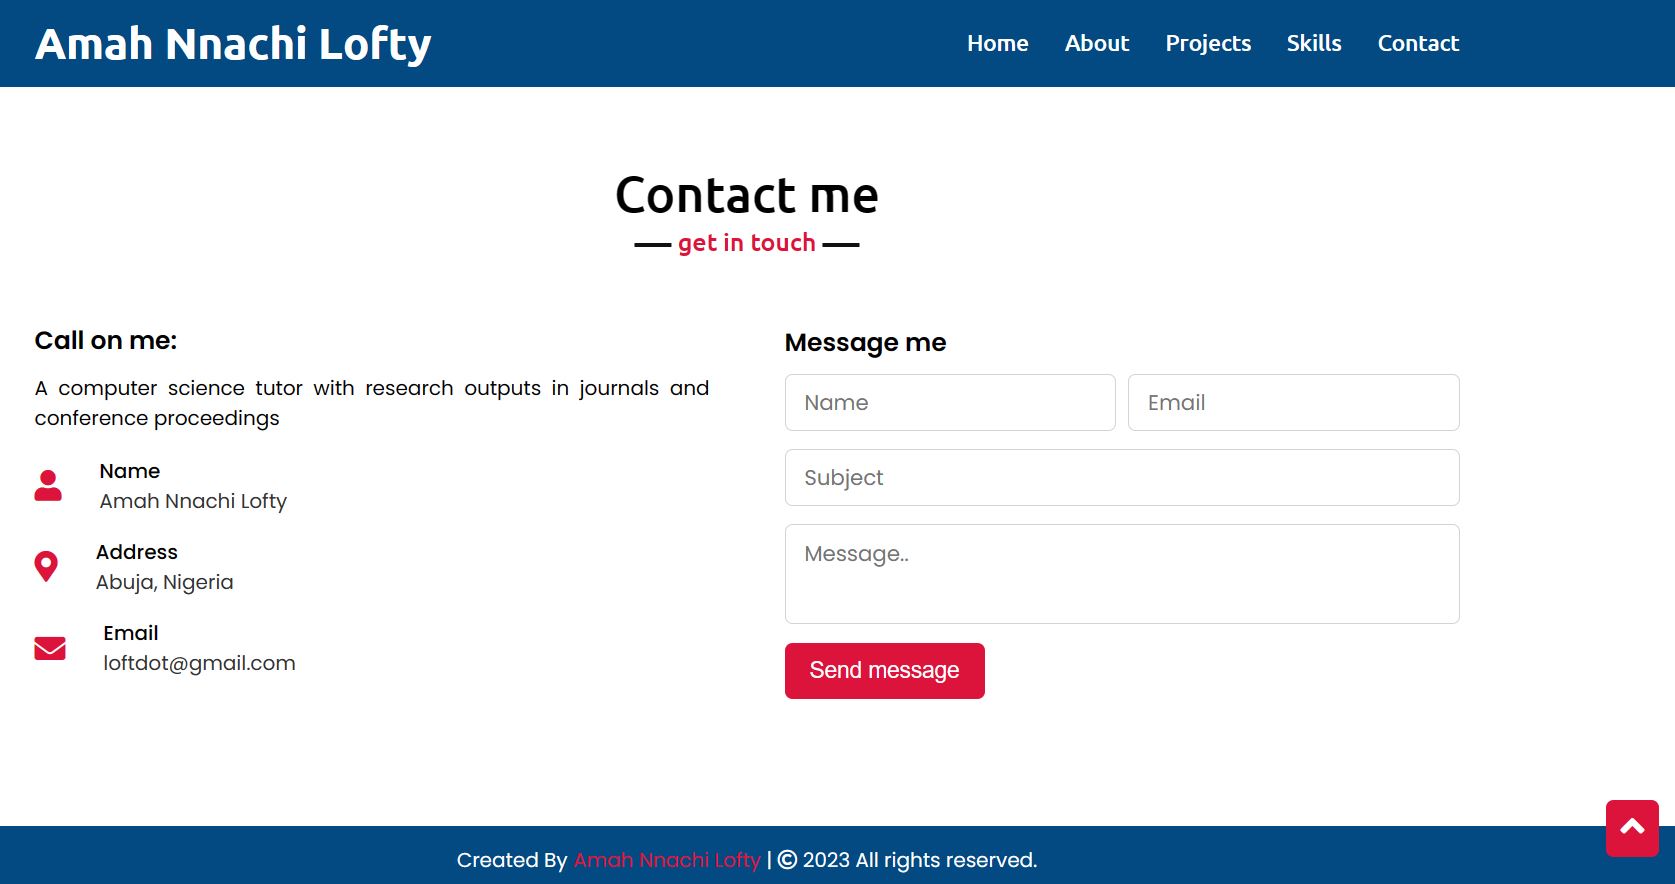 Amah Nnachi Lofty
Home About Projects Skills Contact
Contact me
get in touch
Call on me:
A computer science tutor with research outputs in journals and
conference proceedings
Name
Amah Nnachi Lofty
Address
Abuja, Nigeria
Email
loftdot@gmail.com
Message me
Name Email
Subject
Message..
Send message
Created By Amah Nnachi Lofty | © 2023 All rights reserved.